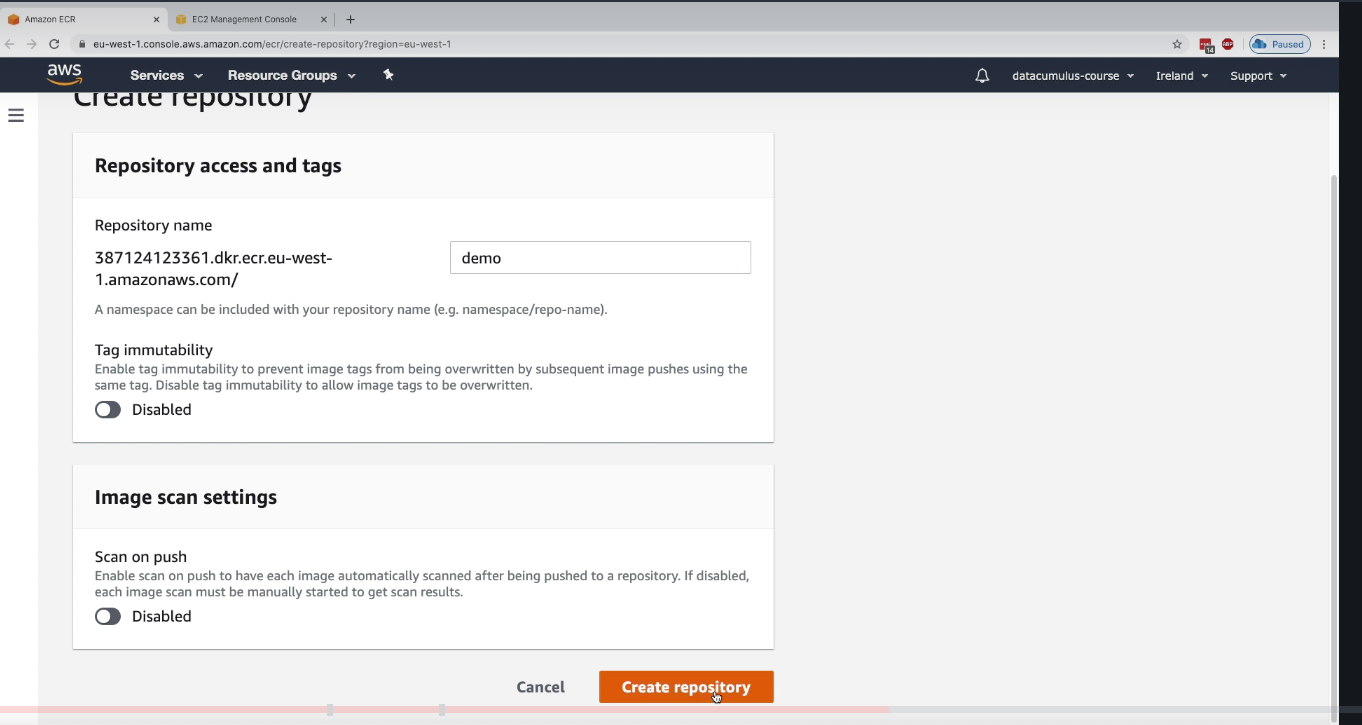 Amazon ECR
EC2 Management Console
eu-west-1.console.aws.amazon.com/ecr/create-repository?region=eu-west-1
14
ABP
Paused
aws
Services
Resource Groups
datacumulus-course
Ireland
Support
Create repository
Repository access and tags
Repository name
387124123361.dkr.ecr.eu-west-
1.amazonaws.com/
demo
A namespace can be included with your repository name (e.g. namespace/repo-name).
Tag immutability
Enable tag immutability to prevent image tags from being overwritten by subsequent image pushes using the
same tag. Disable tag immutability to allow image tags to be overwritten.
Disabled
Image scan settings
Scan on push
Enable scan on push to have each image automatically scanned after being pushed to a repository. If disabled,
each image scan must be manually started to get scan results.
Disabled
Cancel
Create repository